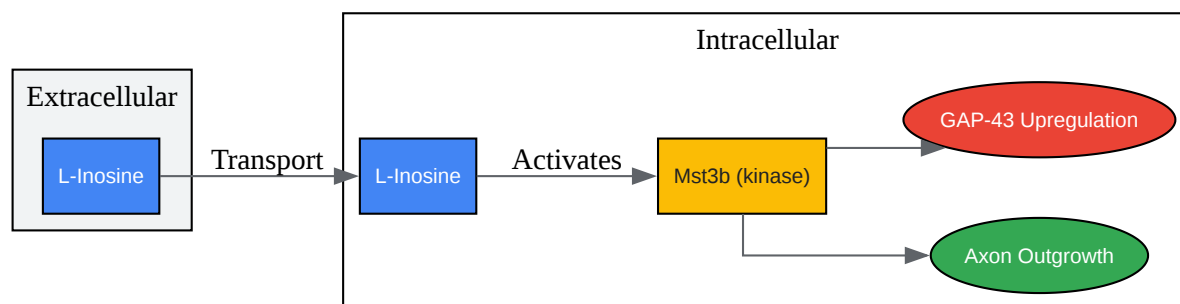 Intracellular
Extracellular
L-Inosine
Transport
L-Inosine
Activates
Mst3b (kinase)
GAP-43 Upregulation
Axon Outgrowth